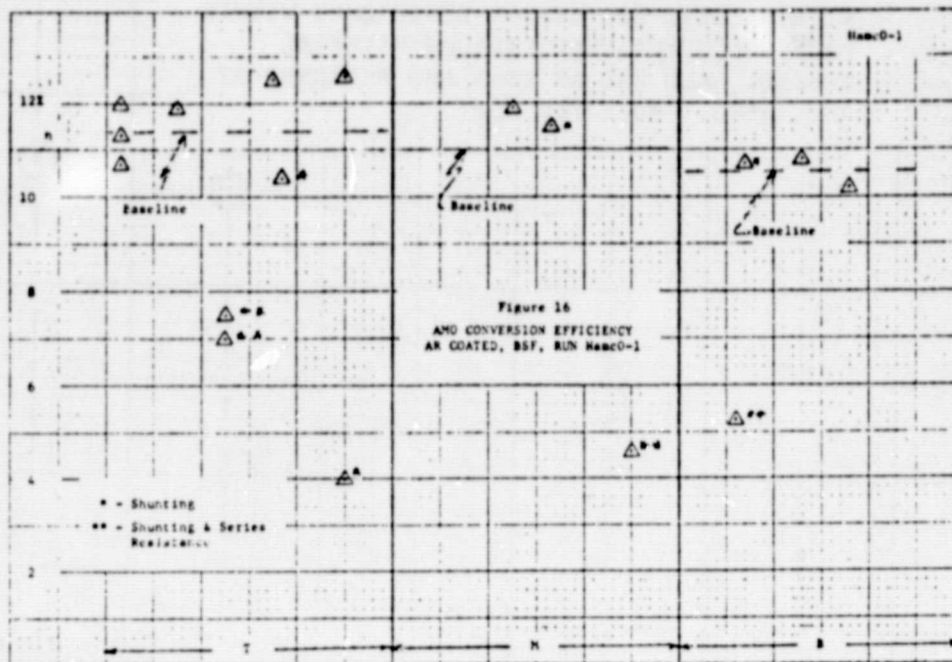 HamcO-1
12%
η
10
Baseline
Baseline
Baseline
8
Figure 16
AMO CONVERSION EFFICIENCY
AR COATED, BSF, RUN HamcO-1
6
4
* - Shunting
** - Shunting & Series
Resistance
2
T
M
B